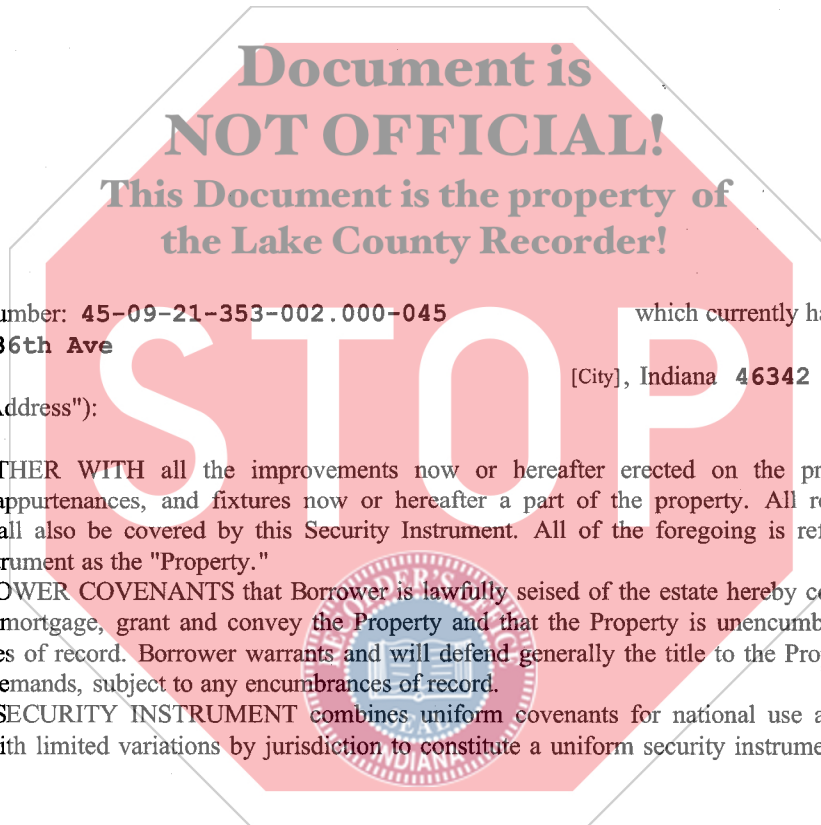 Document is
NOT OFFICIAL!
This Document is the property of
the Lake County Recorder!
umber: 45-09-21-353-002.000-045 which currently ha
36th Ave
[City], Indiana 46342
Address"):
STOP
THER WITH all the improvements now or hereafter erected on the pr
appurtenances, and fixtures now or hereafter a part of the property. All re
all also be covered by this Security Instrument. All of the foregoing is ref
rument as the "Property."
OWER COVENANTS that Borrower is lawfully seised of the estate hereby co
mortgage, grant and convey the Property and that the Property is unencumb
es of record. Borrower warrants and will defend generally the title to the Pro
emands, subject to any encumbrances of record.
SECURITY INSTRUMENT combines uniform covenants for national use a
ith limited variations by jurisdiction to constitute a uniform security instrume
RECORDER'S OFFICE
SEAL
INDIANA